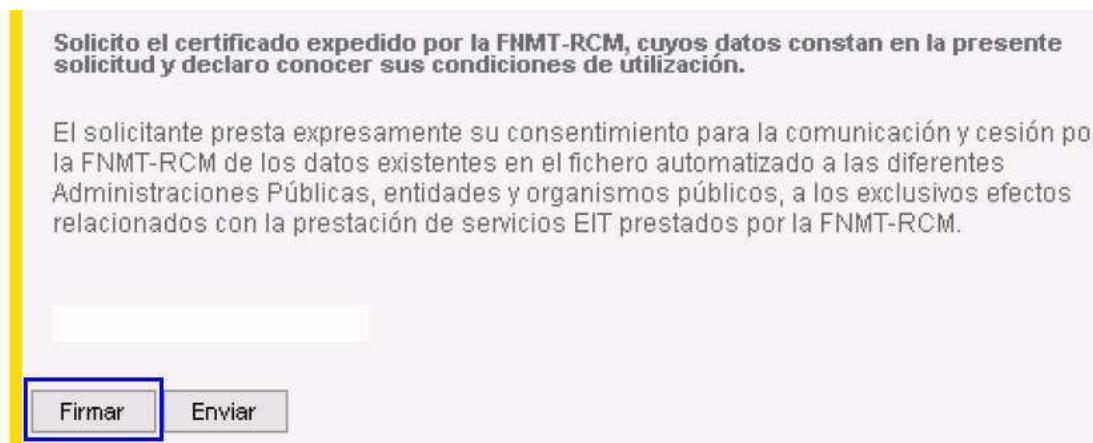 Solicito el certificado expedido por la FNMT-RCM, cuyos datos constan en la presente
solicitud y declaro conocer sus condiciones de utilización.
El solicitante presta expresamente su consentimiento para la comunicación y cesión po
la FNMT-RCM de los datos existentes en el fichero automatizado a las diferentes
Administraciones Públicas, entidades y organismos públicos, a los exclusivos efectos
relacionados con la prestación de servicios EIT prestados por la FNMT-RCM.
Firmar Enviar